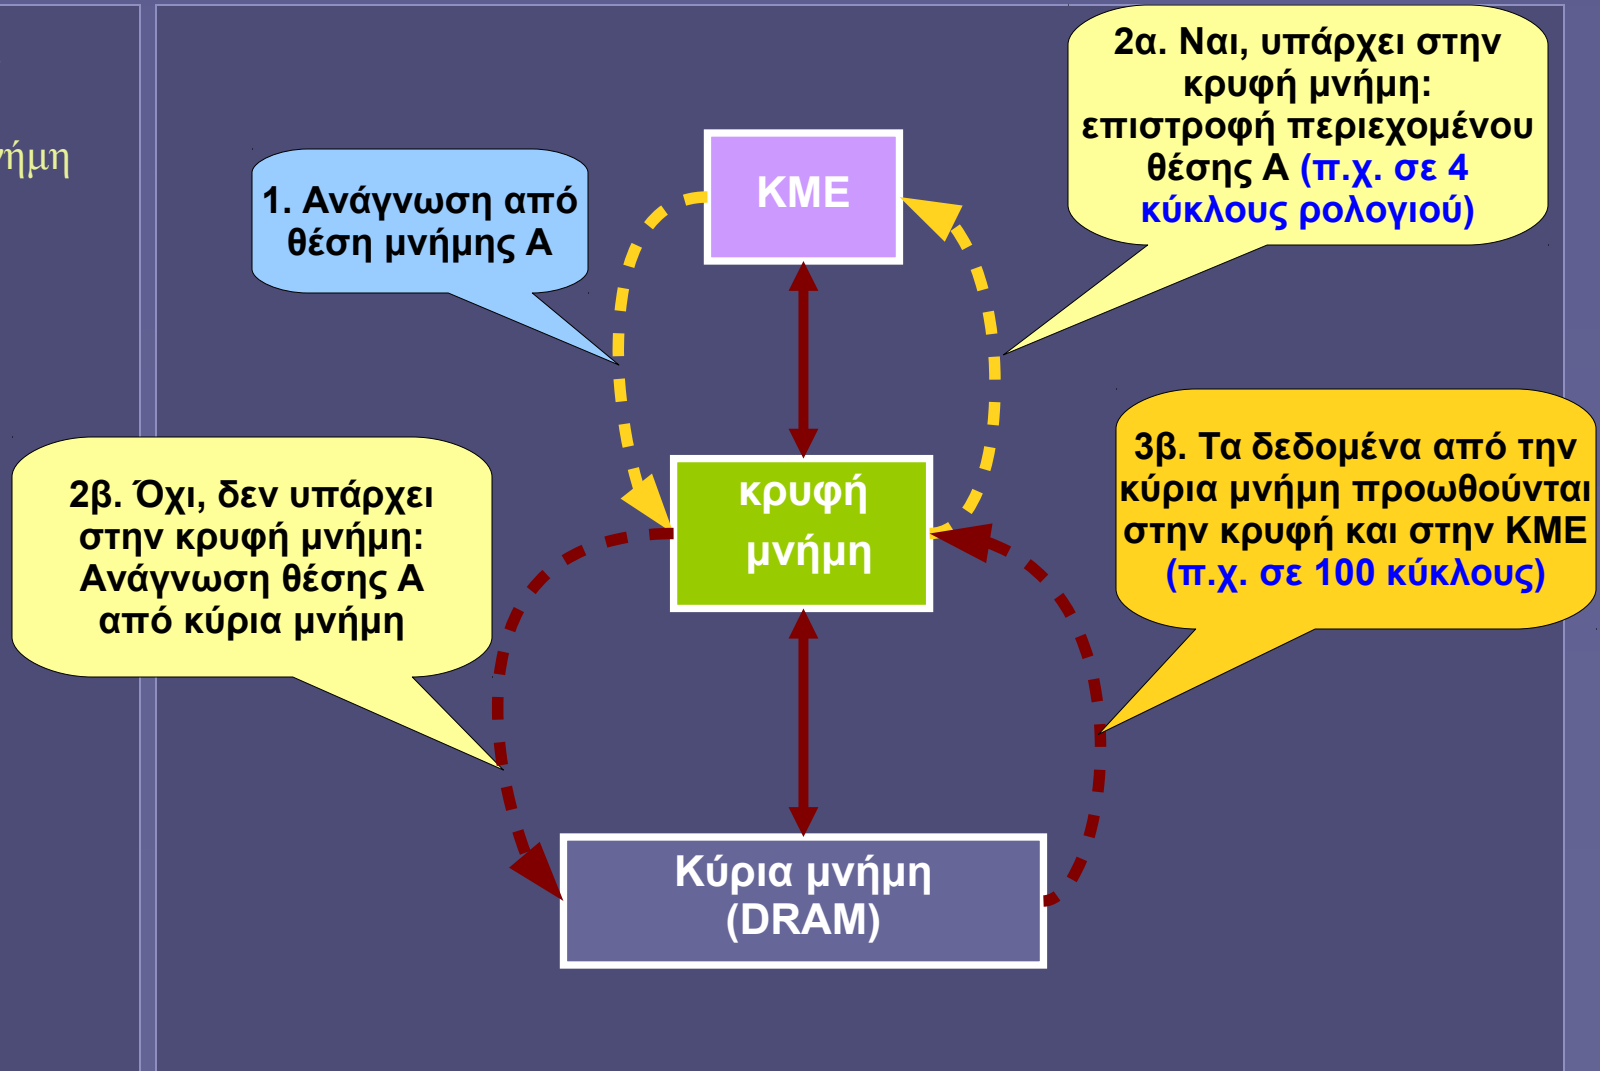 2α. Ναι, υπάρχει στην
κρυφή μνήμη:
επιστροφή περιεχομένου
θέσης Α (π.χ. σε 4
κύκλους ρολογιού)
1. Ανάγνωση από
θέση μνήμης Α
ΚΜΕ
2β. Όχι, δεν υπάρχει
στην κρυφή μνήμη:
Ανάγνωση θέσης Α
από κύρια μνήμη
κρυφή
μνήμη
3β. Τα δεδομένα από την
κύρια μνήμη προωθούνται
στην κρυφή και στην ΚΜΕ
(π.χ. σε 100 κύκλους)
Κύρια μνήμη
(DRAM)